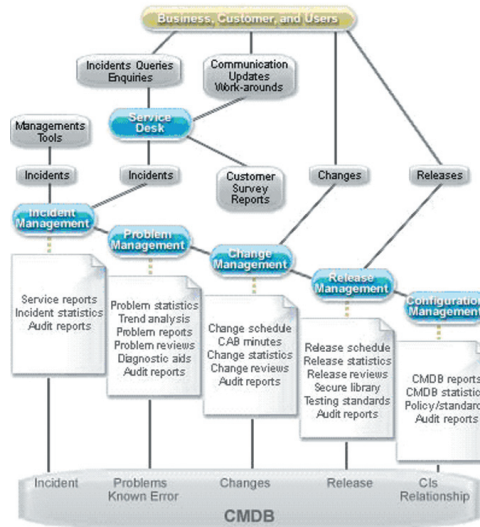 Business, Customer, and Users
Incidents Queries
Enquiries
Communication
Updates
Work-arounds
Service
Desk
Managements
Tools
Incidents
Incidents
Customer
Survey
Reports
Changes
Releases
Incident
Management
Problem
Management
Change
Management
Release
Management
Configuration
Management
Service reports
Incident statistics
Audit reports
Problem statistics
Trend analysis
Problem reports
Problem reviews
Diagnostic aids
Audit reports
Change schedule
CAB minutes
Change statistics
Change reviews
Audit reports
Release schedule
Release statistics
Release reviews
Secure library
Testing standards
Audit reports
CMDB reports
CMDB statistic
Policy/standard
Audit reports
Incident
Problems
Known Error
Changes
Release
CIs
Relationship
CMDB